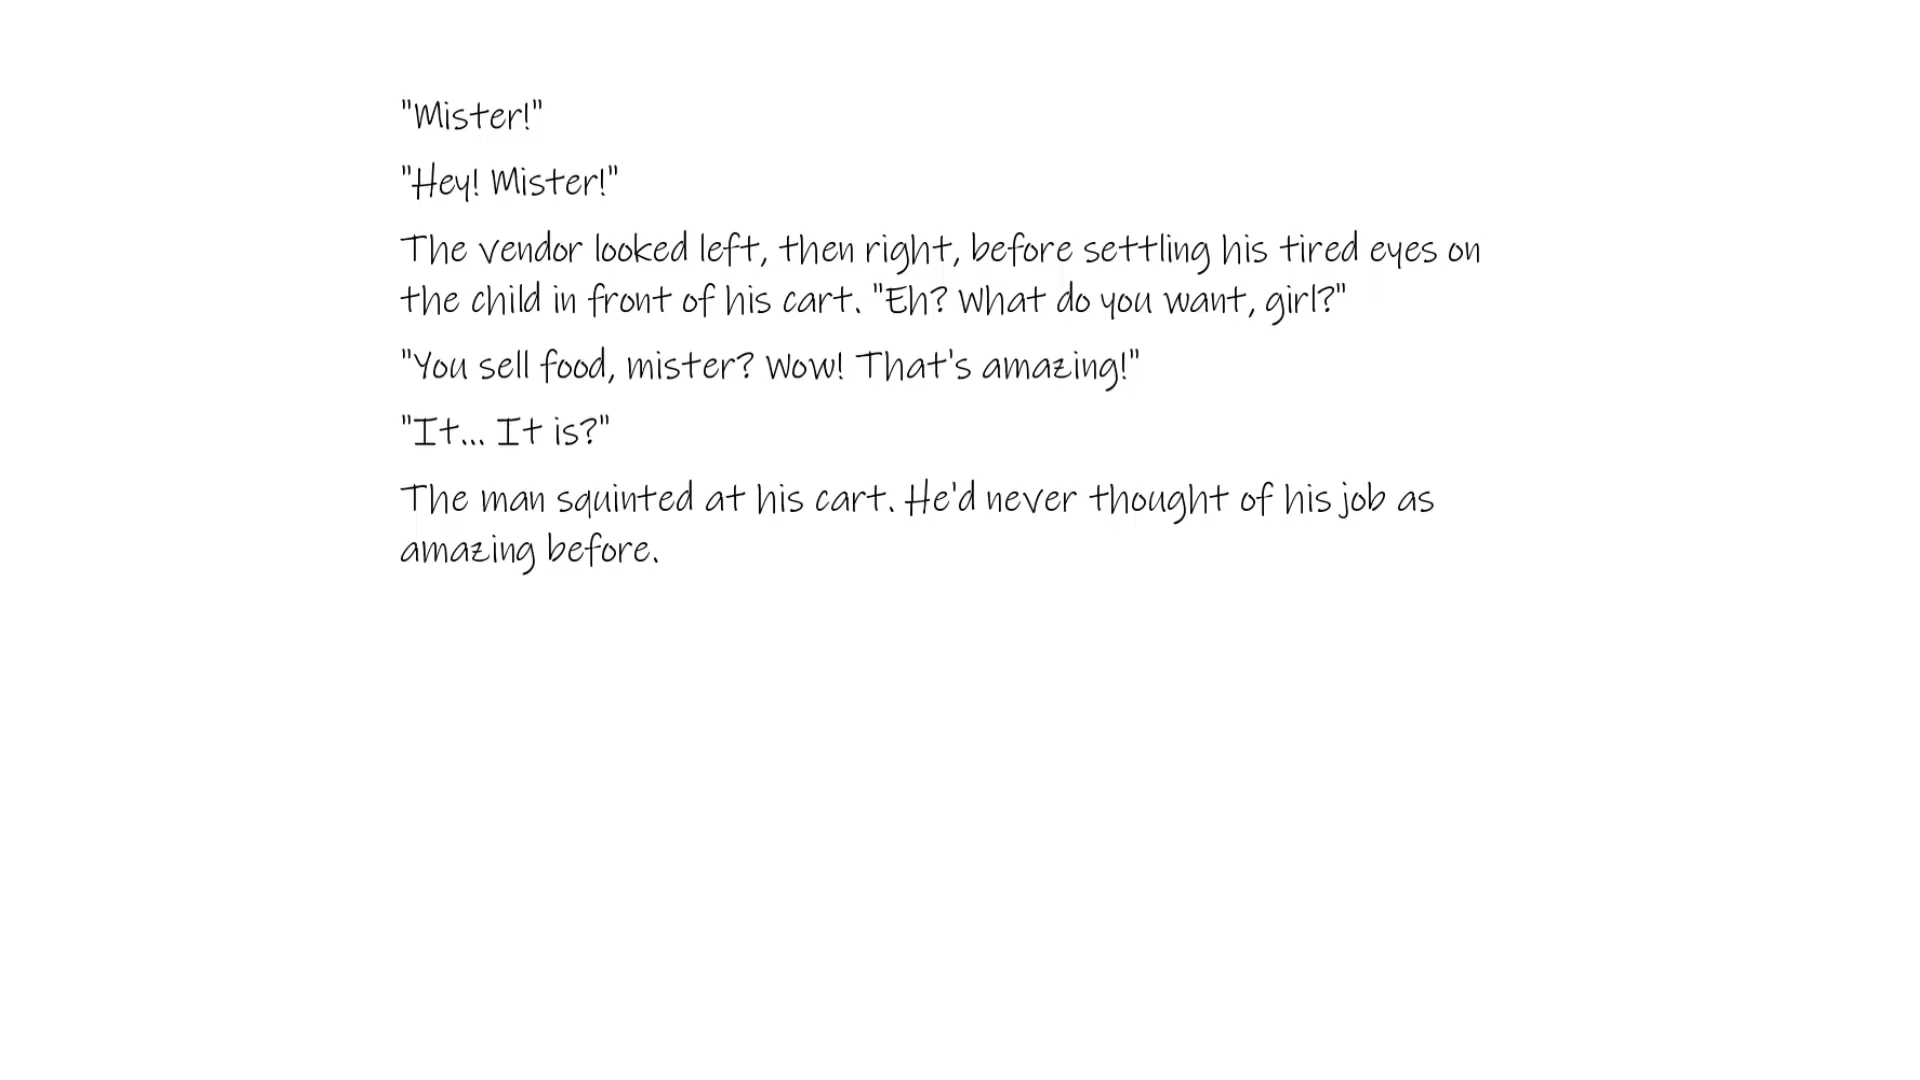 "Mister!"
"Hey! Mister!"
The vendor looked left, then right, before settling his tired eyes on
the child in front of his cart. "Eh? What do you want, girl?"
"You sell food, mister? Wow! That's amazing!"
"It... It is?"
The man squinted at his cart. He'd never thought of his job as
amazing before.